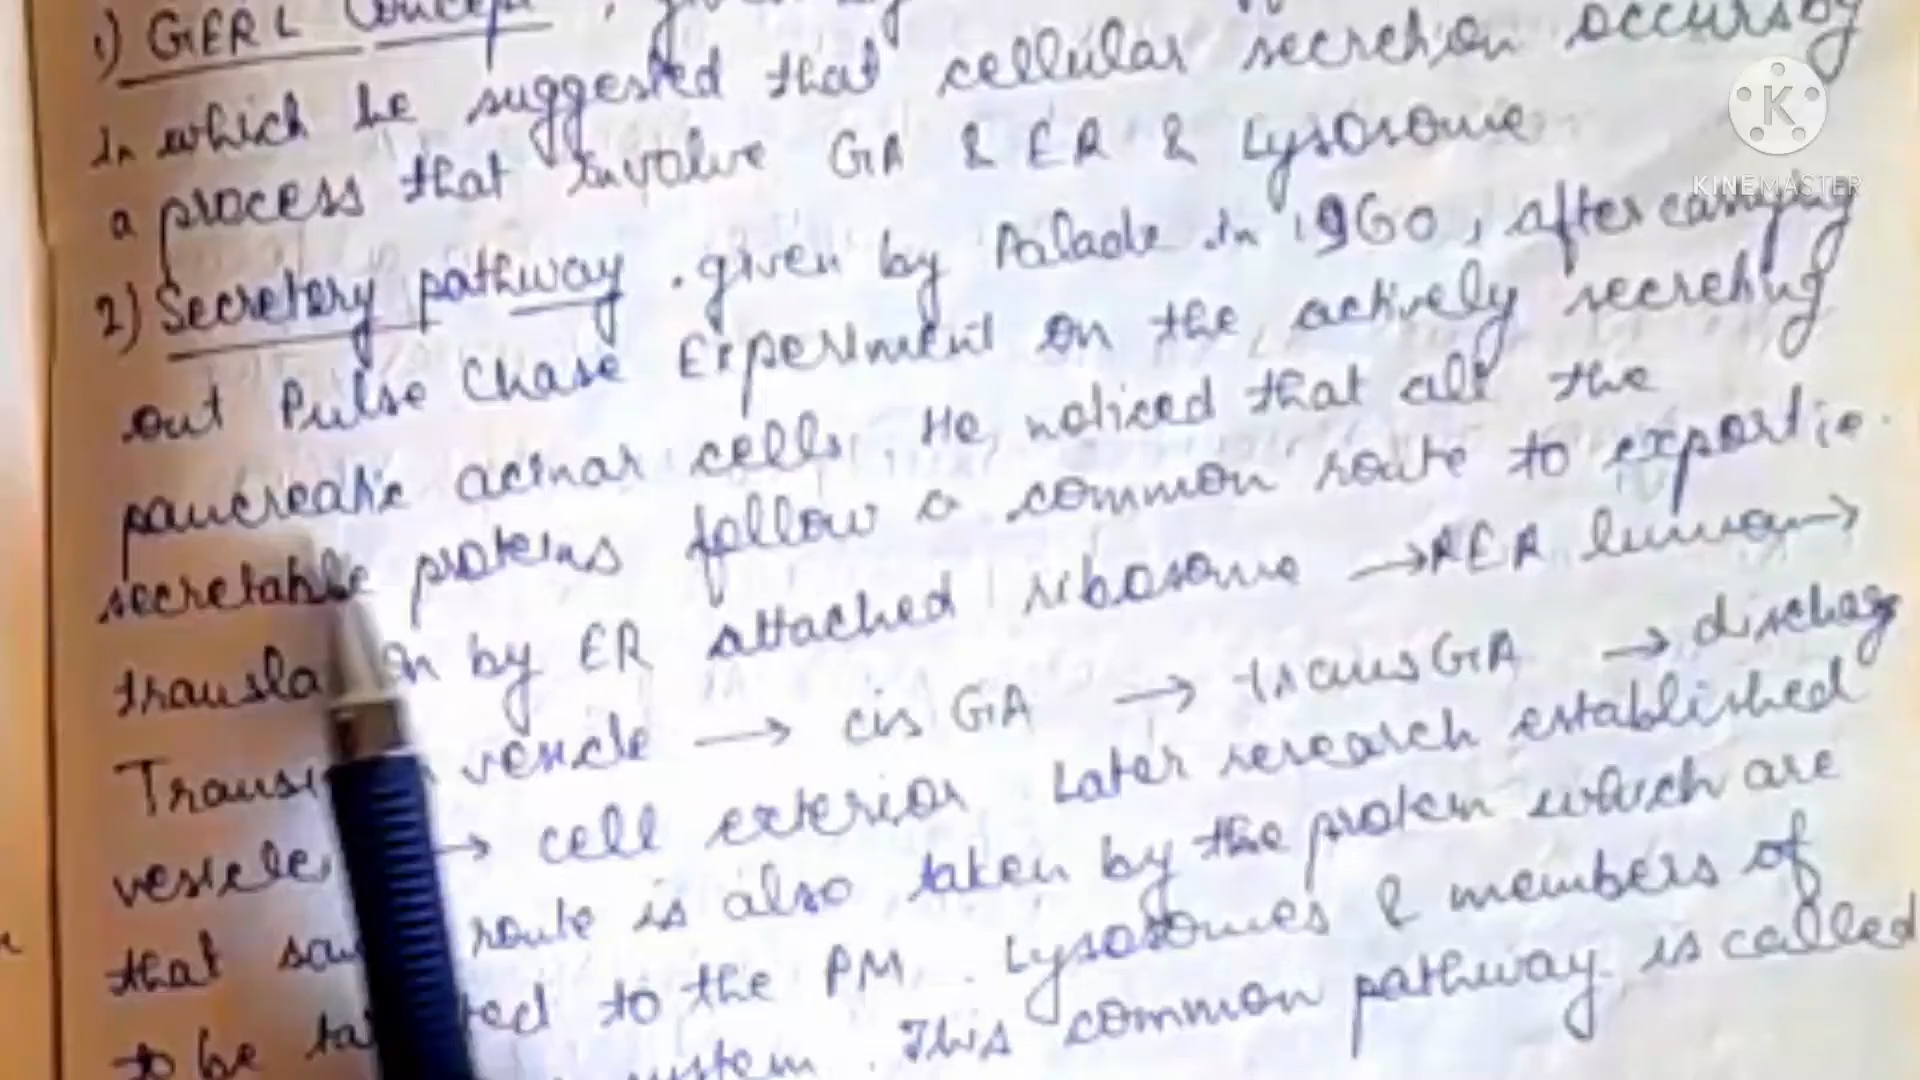 1) GERL Concept,
In which he suggested that cellular secretion occurs by
a process that involve GA & ER & Lysosome
2) Secretory pathway. given by Palade in 1960, after carrying
out Pulse Chase Experiment on the actively secreting
pancreatic acinar cells. He noticed that all the
secretable proteins follow a common route to export i.e.
by ER attached ribosome → RER lumen →
vesicle → cis GA → trans GA →
vesicle → cell exterior Later research established
that route is also taken by the protein which are
to be to the PM, Lysosomes & members of
This common pathway is called
K
KINEMASTER